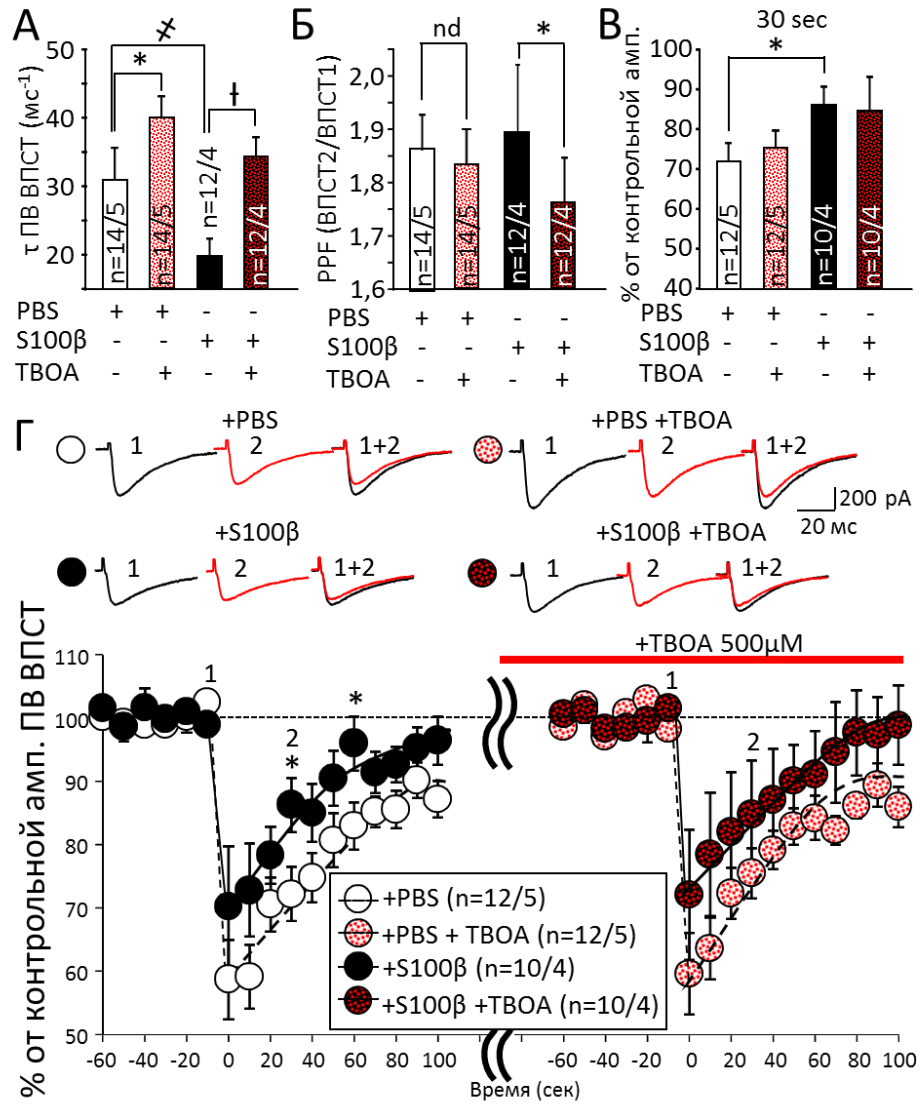 А
Б
В
30 sec
τ ПВ ВПСТ (мс-1)
50
40
30
20
*
ǂ
ƚ
n=14/5
n=14/5
n=12/4
n=12/4
PPF (ВПСТ2/ВПСТ1)
2,0
1,9
1,8
1,7
1,6
nd
*
n=14/5
n=14/5
n=12/4
n=12/4
% от контрольной амп.
100
90
80
70
60
50
40
*
n=12/5
n=12/5
n=10/4
n=10/4
PBS + + - -
S100β - - + +
TBOA - + - +
PBS + + - -
S100β - - + +
TBOA - + - +
PBS + + - -
S100β - - + +
TBOA - + - +
Г
+PBS
1 2 1+2
+PBS +TBOA
1 2 1+2
200 pA
20 мс
+S100β
1 2 1+2
+S100β +TBOA
1 2 1+2
+TBOA 500µM
% от контрольной амп. ПВ ВПСТ
110
100
90
80
70
60
50
1
2
*
*
1
2
+PBS (n=12/5)
+PBS + TBOA (n=12/5)
+S100β (n=10/4)
+S100β +TBOA (n=10/4)
-60 -40 -20 0 20 40 60 80 100 -60 -40 -20 0 20 40 60 80 100
Время (сек)